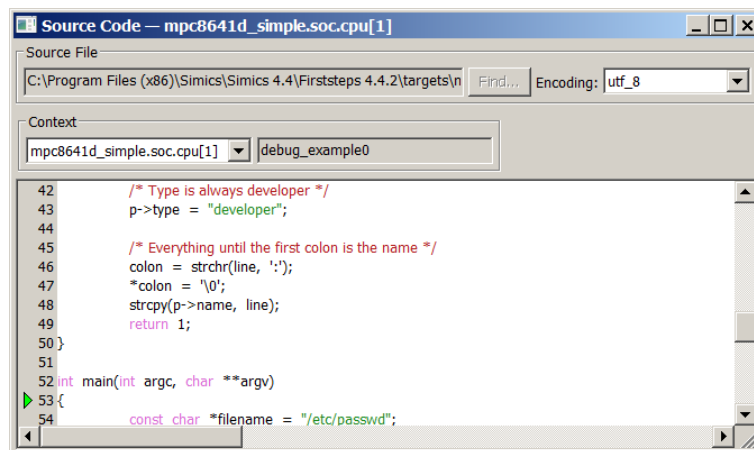 Source Code — mpc8641d_simple.soc.cpu[1]
Source File
C:\Program Files (x86)\Simics\Simics 4.4\Firststeps 4.4.2\targets\n Find... Encoding: utf_8
Context
mpc8641d_simple.soc.cpu[1] debug_example0
42 /* Type is always developer */
43 p->type = "developer";
44
45 /* Everything until the first colon is the name */
46 colon = strchr(line, ':');
47 *colon = '\0';
48 strcpy(p->name, line);
49 return 1;
50 }
51
52 int main(int argc, char **argv)
53 {
54 const char *filename = "/etc/passwd";